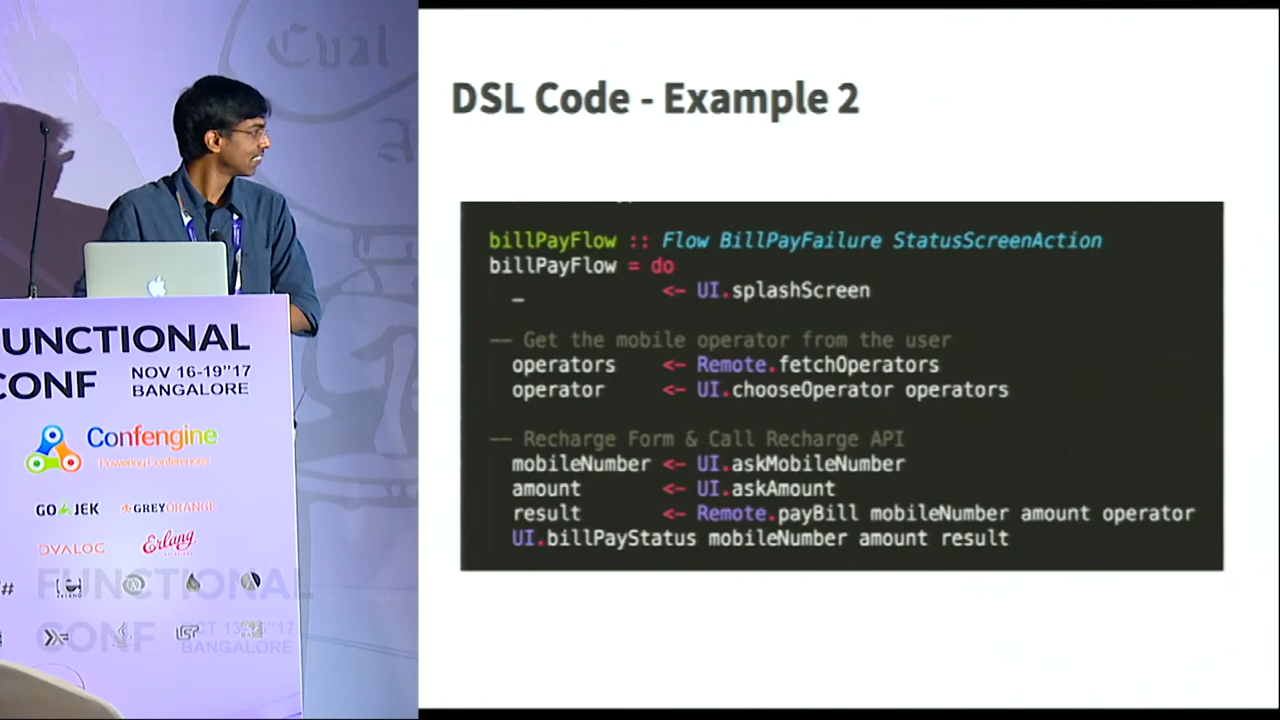 DSL Code - Example 2
billPayFlow :: Flow BillPayFailure StatusScreenAction
billPayFlow = do
_ <- UI.splashScreen
-- Get the mobile operator from the user
operators <- Remote.fetchOperators
operator <- UI.chooseOperator operators
-- Recharge Form & Call Recharge API
mobileNumber <- UI.askMobileNumber
amount <- UI.askAmount
result <- Remote.payBill mobileNumber amount operator
UI.billPayStatus mobileNumber amount result
UNCTIONAL
CONF
NOV 16-19"17
BANGALORE
Confengine
Powering Conferences
GO JEK
GREYORANGE
DVALOC
Erlang
FUNCTIONAL
CONF
BANGALORE